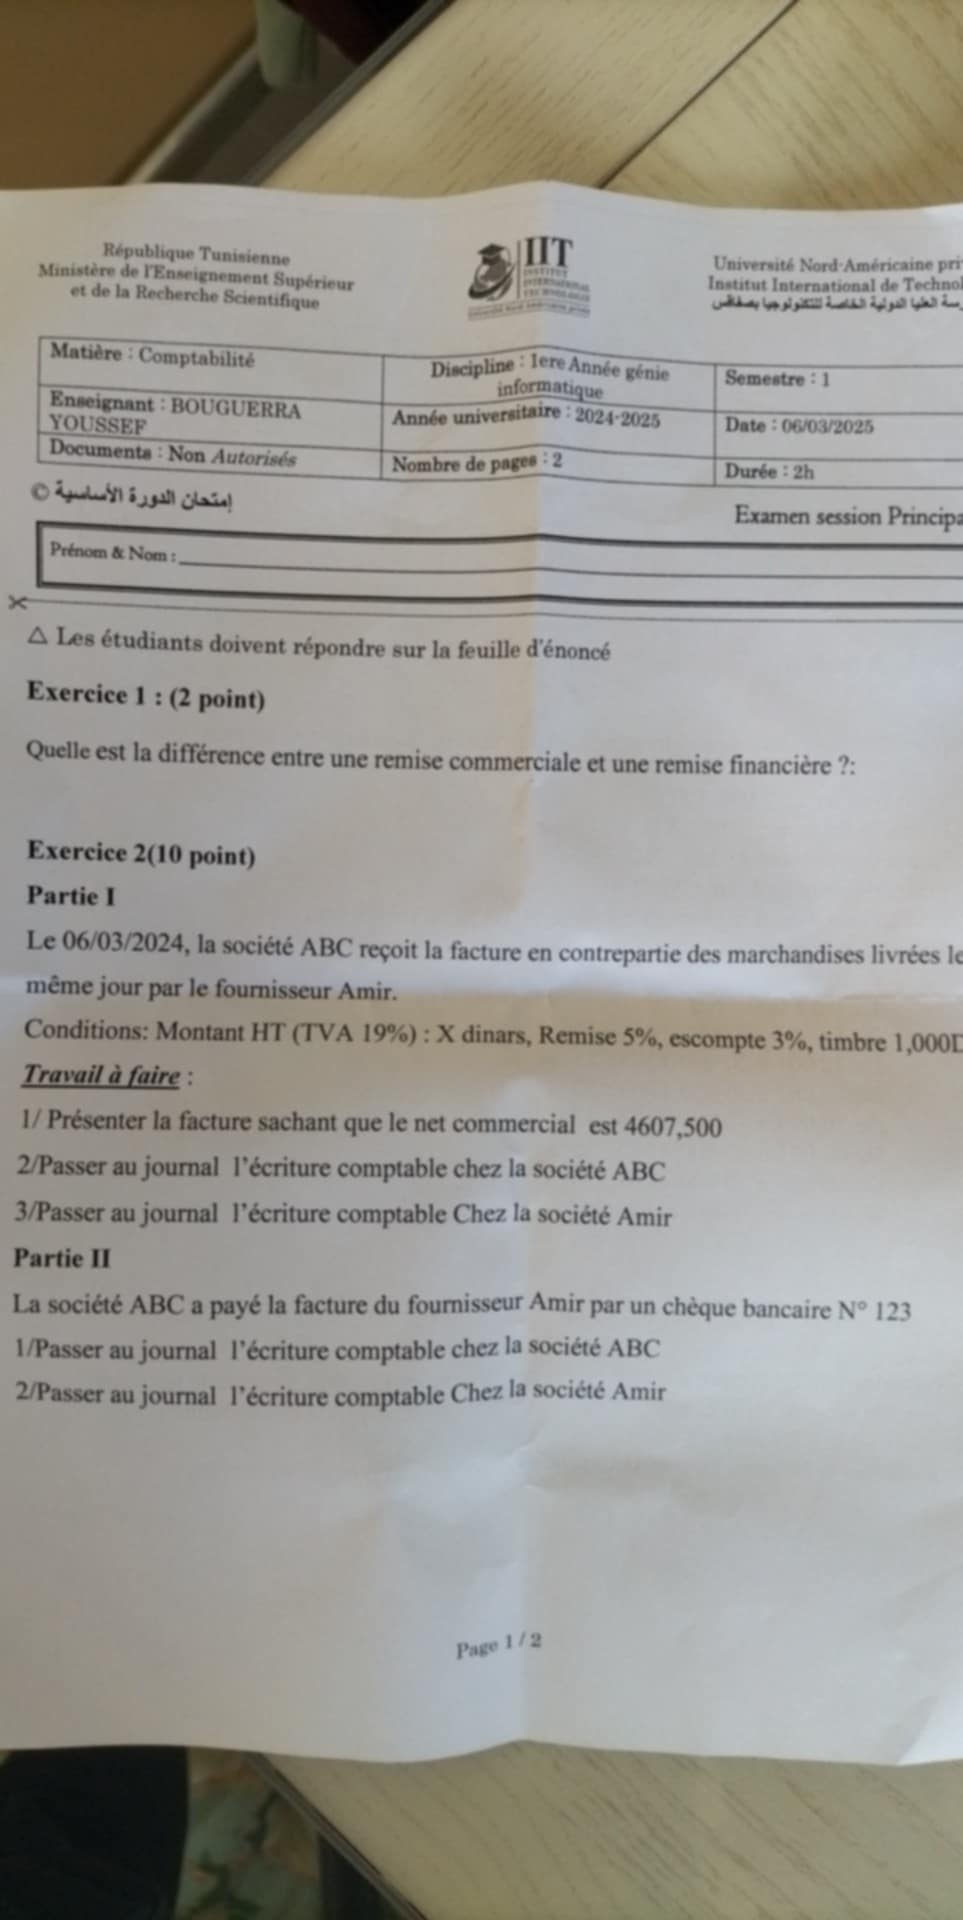 République Tunisienne
Ministère de l'Enseignement Supérieur
et de la Recherche Scientifique
IIT
INSTITUT
INTERNATIONAL
TECHNOLOGIE
Université Nord-Américaine
Institut International de
Matière : Comptabilité
Discipline : 1ere Année génie
informatique
Semestre : 1
Enseignant : BOUGUERRA
YOUSSEF
Année universitaire : 2024-2025
Date : 06/03/2025
Documents : Non Autorisés
Nombre de pages : 2
Durée : 2h
© إمتحان الدورة الأساسية
Examen session
Prénom & Nom :
△ Les étudiants doivent répondre sur la feuille d'énoncé
Exercice 1 : (2 point)
Quelle est la différence entre une remise commerciale et une remise financière ?:
Exercice 2(10 point)
Partie I
Le 06/03/2024, la société ABC reçoit la facture en contrepartie des marchandises livrées le
même jour par le fournisseur Amir.
Conditions: Montant HT (TVA 19%) : X dinars, Remise 5%, escompte 3%, timbre 1,000D
Travail à faire :
1/ Présenter la facture sachant que le net commercial est 4607,500
2/Passer au journal l'écriture comptable chez la société ABC
3/Passer au journal l'écriture comptable Chez la société Amir
Partie II
La société ABC a payé la facture du fournisseur Amir par un chèque bancaire N° 123
1/Passer au journal l'écriture comptable chez la société ABC
2/Passer au journal l'écriture comptable Chez la société Amir
Page 1 / 2